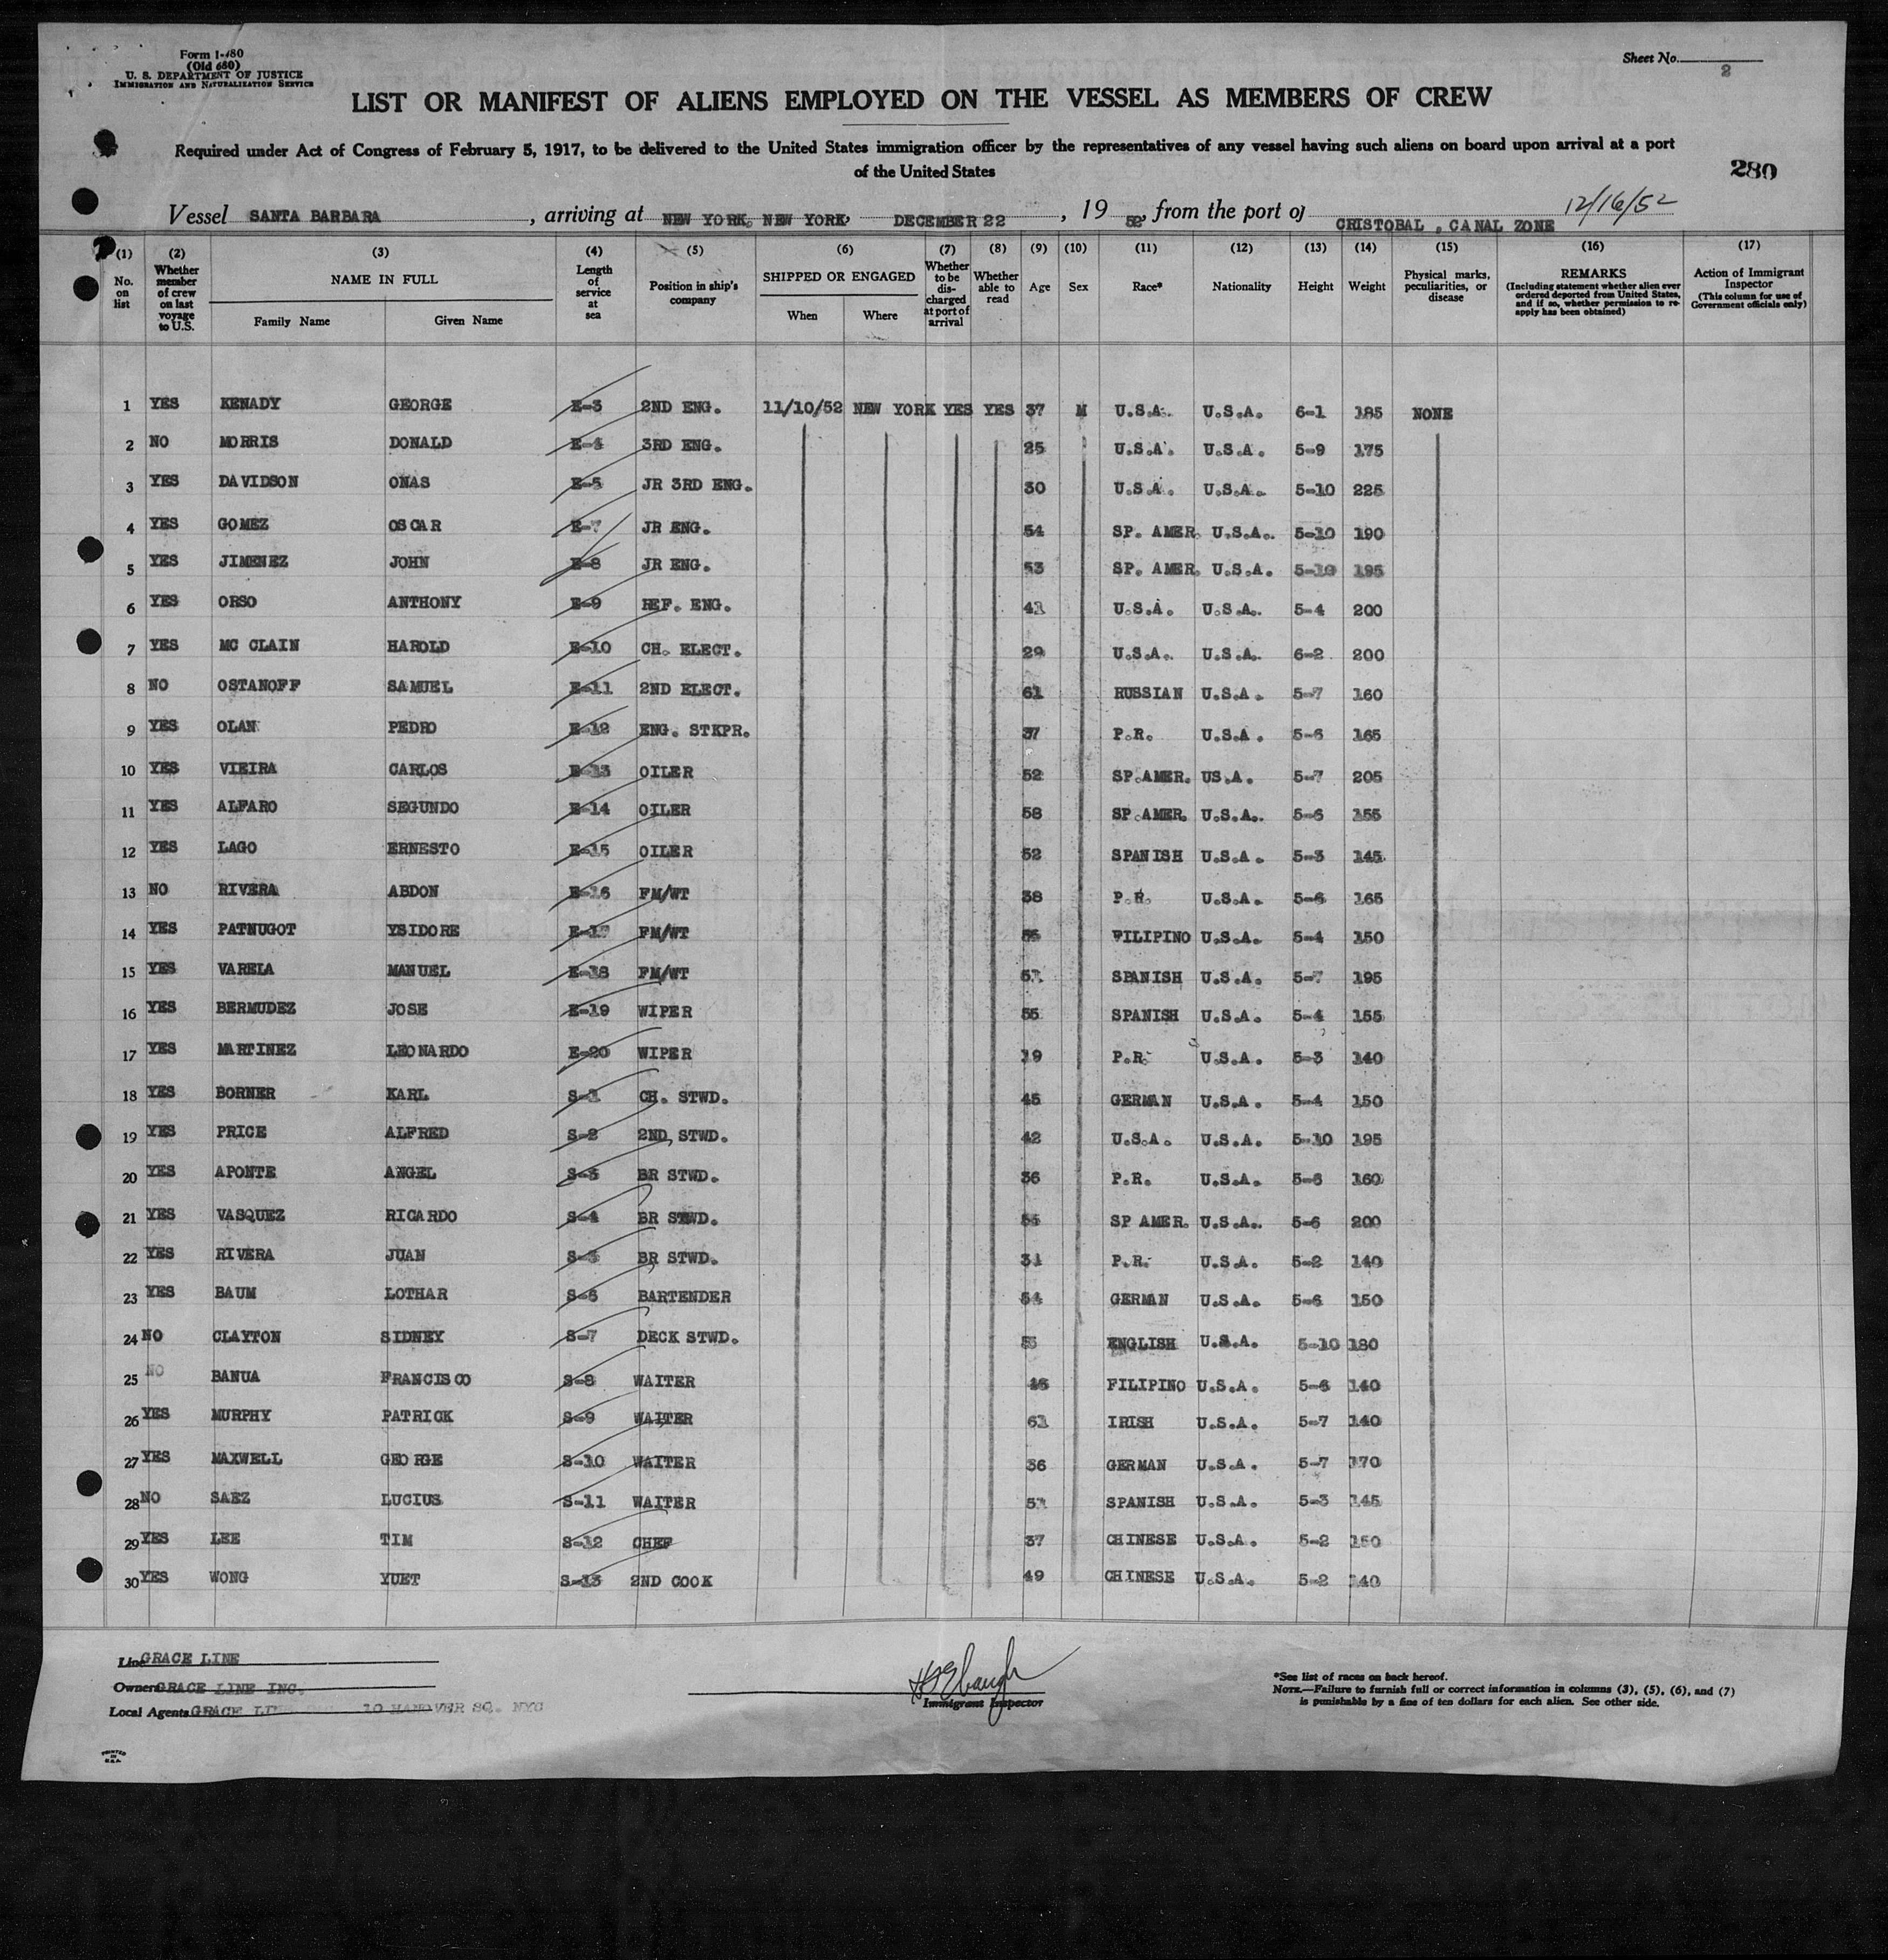 Form I-480
(Old 680)
U. S. DEPARTMENT OF JUSTICE
IMMIGRATION AND NATURALIZATION SERVICE
Sheet No. 2
LIST OR MANIFEST OF ALIENS EMPLOYED ON THE VESSEL AS MEMBERS OF CREW
Required under Act of Congress of February 5, 1917, to be delivered to the United States immigration officer by the representatives of any vessel having such aliens on board upon arrival at a port
of the United States
280
12/16/52
Vessel SANTA BARBARA, arriving at NEW YORK, NEW YORK, DECEMBER 22, 19 52, from the port of CRISTOBAL, CANAL ZONE
(1) (2) (3) (4) (5) (6) (7) (8) (9) (10) (11) (12) (13) (14) (15) (16) (17)
No. on list
Whether member of crew on last voyage to U.S.
NAME IN FULL
Family Name Given Name
Length of service at sea
Position in ship's company
SHIPPED OR ENGAGED
When Where
Whether to be discharged at port of arrival
Whether able to read
Age
Sex
Race*
Nationality
Height
Weight
Physical marks, peculiarities, or disease
REMARKS
(Including statement whether alien ever ordered deported from United States, and if so, whether permission to re-apply has been obtained)
Action of Immigrant Inspector
(This column for use of Government officials only)
1 YES KENADY GEORGE E-3 2ND ENG. 11/10/52 NEW YORK YES YES 37 M U.S.A. U.S.A. 6-1 185 NONE
2 NO MORRIS DONALD E-4 3RD ENG. 25 U.S.A. U.S.A. 5-9 175
3 YES DAVIDSON ONAS E-5 JR 3RD ENG. 30 U.S.A. U.S.A. 5-10 225
4 YES GOMEZ OSCAR E-7 JR ENG. 54 SP. AMER. U.S.A. 5-10 190
5 YES JIMENEZ JOHN E-8 JR ENG. 53 SP. AMER. U.S.A. 5-10 195
6 YES ORSO ANTHONY E-9 REF. ENG. 41 U.S.A. U.S.A. 5-4 200
7 YES MC CLAIN HAROLD E-10 CH. ELECT. 29 U.S.A. U.S.A. 6-2 200
8 NO OSTANOFF SAMUEL E-11 2ND ELECT. 61 RUSSIAN U.S.A. 5-7 160
9 YES OLAN PEDRO E-12 ENG. STKPR. 37 P.R. U.S.A. 5-6 165
10 YES VIEIRA CARLOS E-13 OILER 52 SP.AMER. US.A. 5-7 205
11 YES ALFARO SEGUNDO E-14 OILER 58 SP.AMER. U.S.A. 5-6 155
12 YES LAGO ERNESTO E-15 OILER 52 SPANISH U.S.A. 5-3 145
13 NO RIVERA ABDON E-16 FM/WT 38 P.R. U.S.A. 5-6 165
14 YES PATNUGOT YSIDORE E-17 FM/WT FILIPINO U.S.A. 5-4 150
15 YES VARELA MANUEL E-18 FM/WT 51 SPANISH U.S.A. 5-7 195
16 YES BERMUDEZ JOSE E-19 WIPER 55 SPANISH U.S.A. 5-4 155
17 YES MARTINEZ LEONARDO E-20 WIPER 19 P.R. U.S.A. 5-3 140
18 YES BORNER KARL S-1 CH. STWD. 45 GERMAN U.S.A. 5-4 150
19 YES PRICE ALFRED S-2 2ND STWD. 42 U.S.A. U.S.A. 5-10 195
20 YES APONTE ANGEL S-3 BR STWD. 36 P.R. U.S.A. 5-6 160
21 YES VASQUEZ RICARDO S-4 BR STWD. SP AMER. U.S.A. 5-6 200
22 YES RIVERA JUAN BR STWD. 31 P.R. U.S.A. 5-2 140
23 YES BAUM LOTHAR S-6 BARTENDER 54 GERMAN U.S.A. 5-6 150
24 NO CLAYTON SIDNEY S-7 DECK STWD. ENGLISH U.S.A. 5-10 180
25 NO BANUA FRANCISCO S-8 WAITER FILIPINO U.S.A. 5-6 140
26 YES MURPHY PATRICK S-9 WAITER 61 IRISH U.S.A. 5-7 140
27 YES MAXWELL GEORGE S-10 WAITER 36 GERMAN U.S.A. 5-7 170
28 NO SAEZ LUCIUS S-11 WAITER 51 SPANISH U.S.A. 5-3 145
29 YES LEE TIM S-12 CHEF 37 CHINESE U.S.A. 5-2 150
30 YES WONG YUET S-13 2ND COOK 49 CHINESE U.S.A. 5-2 140
Line GRACE LINE
Owners GRACE LINE INC.
Local Agents GRACE LINE 10 HANOVER SQ. NYC
Immigrant Inspector
*See list of races on back hereof.
NOTE.—Failure to furnish full or correct information in columns (3), (5), (6), and (7)
is punishable by a fine of ten dollars for each alien. See other side.
PRINTED
IN
U.S.A.